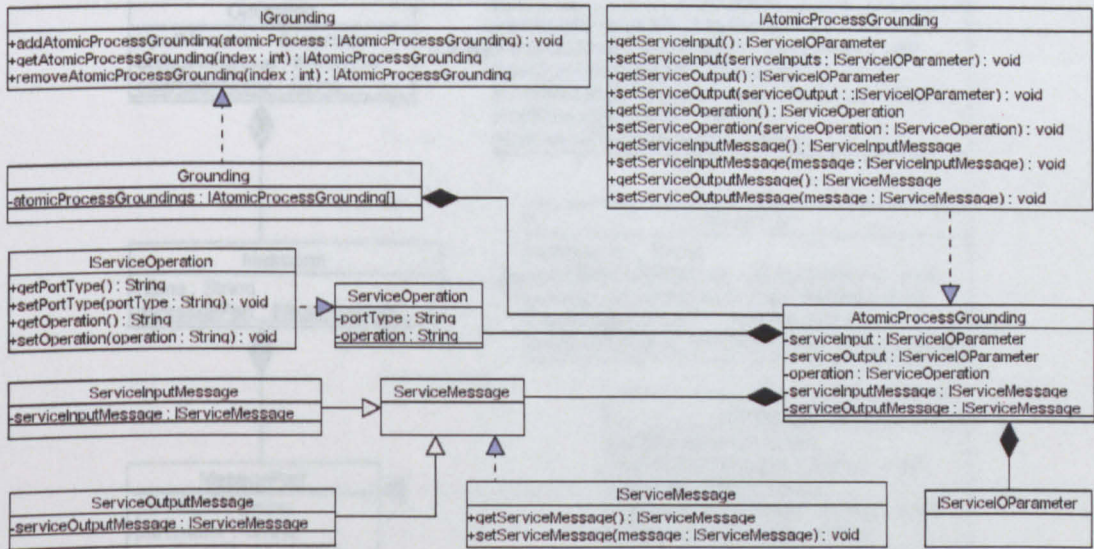 IGrounding
+addAtomicProcessGrounding(atomicProcess : IAtomicProcessGrounding) : void
+getAtomicProcessGrounding(index : int) : IAtomicProcessGrounding
+removeAtomicProcessGrounding(index : int) : IAtomicProcessGrounding
IAtomicProcessGrounding
+getServiceInput() : IServiceIOParameter
+setServiceInput(serivceInputs : IServiceIOParameter) : void
+getServiceOutput() : IServiceIOParameter
+setServiceOutput(serviceOutput : :IServiceIOParameter) : void
+getServiceOperation() : IServiceOperation
+setServiceOperation(serviceOperation : IServiceOperation) : void
+getServiceInputMessage() : IServiceInputMessage
+setServiceInputMessage(message : IServiceInputMessage) : void
+getServiceOutputMessage() : IServiceMessage
+setServiceOutputMessage(message : IServiceMessage) : void
Grounding
-atomicProcessGroundings : IAtomicProcessGrounding[]
IServiceOperation
+getPortType() : String
+setPortType(portType : String) : void
+getOperation() : String
+setOperation(operation : String) : void
ServiceOperation
-portType : String
-operation : String
AtomicProcessGrounding
-serviceInput : IServiceIOParameter
-serviceOutput : IServiceIOParameter
-operation : IServiceOperation
-serviceInputMessage : IServiceMessage
-serviceOutputMessage : IServiceMessage
ServiceInputMessage
-serviceInputMessage : IServiceMessage
ServiceMessage
ServiceOutputMessage
-serviceOutputMessage : IServiceMessage
IServiceMessage
+getServiceMessage() : IServiceMessage
+setServiceMessage(message : IServiceMessage) : void
IServiceIOParameter